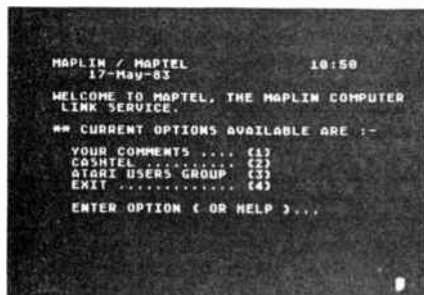 MAPLIN / MAPTEL 10:50
17-May-83
WELCOME TO MAPTEL, THE MAPLIN COMPUTER
LINK SERVICE.
** CURRENT OPTIONS AVAILABLE ARE :-
YOUR COMMENTS .... (1)
CASHTEL .......... (2)
ATARI USERS GROUP (3)
EXIT ............. (4)
ENTER OPTION ( OR HELP )...